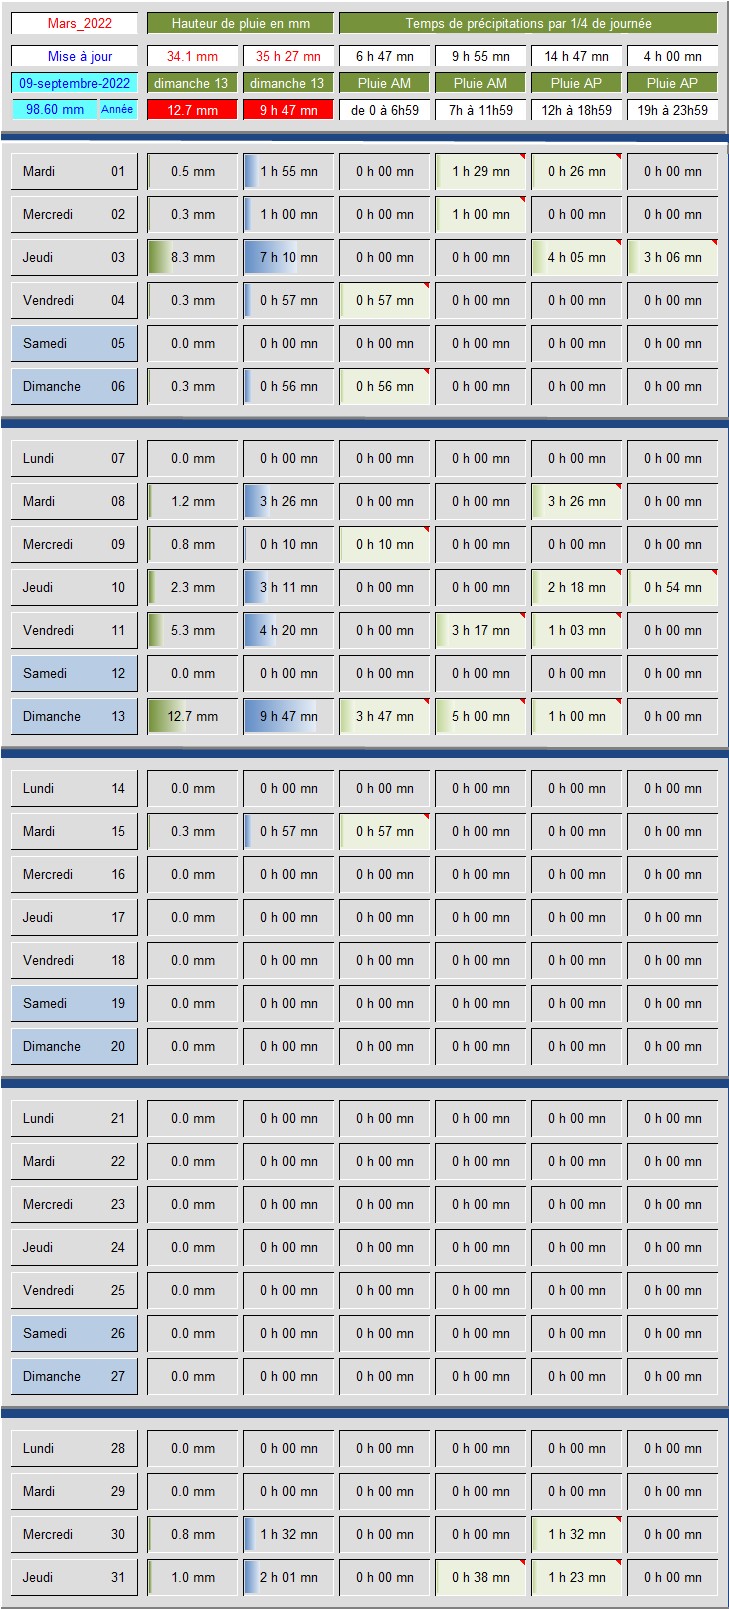 Mars_2022 Hauteur de pluie en mm Temps de précipitations par 1/4 de journée
Mise à jour 34.1 mm 35 h 27 mn 6 h 47 mn 9 h 55 mn 14 h 47 mn 4 h 00 mn
09-septembre-2022 dimanche 13 dimanche 13 Pluie AM Pluie AM Pluie AP Pluie AP
98.60 mm Année 12.7 mm 9 h 47 mn de 0 à 6h59 7h à 11h59 12h à 18h59 19h à 23h59
Mardi 01 0.5 mm 1 h 55 mn 0 h 00 mn 1 h 29 mn 0 h 26 mn 0 h 00 mn
Mercredi 02 0.3 mm 1 h 00 mn 0 h 00 mn 1 h 00 mn 0 h 00 mn 0 h 00 mn
Jeudi 03 8.3 mm 7 h 10 mn 0 h 00 mn 0 h 00 mn 4 h 05 mn 3 h 06 mn
Vendredi 04 0.3 mm 0 h 57 mn 0 h 57 mn 0 h 00 mn 0 h 00 mn 0 h 00 mn
Samedi 05 0.0 mm 0 h 00 mn 0 h 00 mn 0 h 00 mn 0 h 00 mn 0 h 00 mn
Dimanche 06 0.3 mm 0 h 56 mn 0 h 56 mn 0 h 00 mn 0 h 00 mn 0 h 00 mn
Lundi 07 0.0 mm 0 h 00 mn 0 h 00 mn 0 h 00 mn 0 h 00 mn 0 h 00 mn
Mardi 08 1.2 mm 3 h 26 mn 0 h 00 mn 0 h 00 mn 3 h 26 mn 0 h 00 mn
Mercredi 09 0.8 mm 0 h 10 mn 0 h 10 mn 0 h 00 mn 0 h 00 mn 0 h 00 mn
Jeudi 10 2.3 mm 3 h 11 mn 0 h 00 mn 0 h 00 mn 2 h 18 mn 0 h 54 mn
Vendredi 11 5.3 mm 4 h 20 mn 0 h 00 mn 3 h 17 mn 1 h 03 mn 0 h 00 mn
Samedi 12 0.0 mm 0 h 00 mn 0 h 00 mn 0 h 00 mn 0 h 00 mn 0 h 00 mn
Dimanche 13 12.7 mm 9 h 47 mn 3 h 47 mn 5 h 00 mn 1 h 00 mn 0 h 00 mn
Lundi 14 0.0 mm 0 h 00 mn 0 h 00 mn 0 h 00 mn 0 h 00 mn 0 h 00 mn
Mardi 15 0.3 mm 0 h 57 mn 0 h 57 mn 0 h 00 mn 0 h 00 mn 0 h 00 mn
Mercredi 16 0.0 mm 0 h 00 mn 0 h 00 mn 0 h 00 mn 0 h 00 mn 0 h 00 mn
Jeudi 17 0.0 mm 0 h 00 mn 0 h 00 mn 0 h 00 mn 0 h 00 mn 0 h 00 mn
Vendredi 18 0.0 mm 0 h 00 mn 0 h 00 mn 0 h 00 mn 0 h 00 mn 0 h 00 mn
Samedi 19 0.0 mm 0 h 00 mn 0 h 00 mn 0 h 00 mn 0 h 00 mn 0 h 00 mn
Dimanche 20 0.0 mm 0 h 00 mn 0 h 00 mn 0 h 00 mn 0 h 00 mn 0 h 00 mn
Lundi 21 0.0 mm 0 h 00 mn 0 h 00 mn 0 h 00 mn 0 h 00 mn 0 h 00 mn
Mardi 22 0.0 mm 0 h 00 mn 0 h 00 mn 0 h 00 mn 0 h 00 mn 0 h 00 mn
Mercredi 23 0.0 mm 0 h 00 mn 0 h 00 mn 0 h 00 mn 0 h 00 mn 0 h 00 mn
Jeudi 24 0.0 mm 0 h 00 mn 0 h 00 mn 0 h 00 mn 0 h 00 mn 0 h 00 mn
Vendredi 25 0.0 mm 0 h 00 mn 0 h 00 mn 0 h 00 mn 0 h 00 mn 0 h 00 mn
Samedi 26 0.0 mm 0 h 00 mn 0 h 00 mn 0 h 00 mn 0 h 00 mn 0 h 00 mn
Dimanche 27 0.0 mm 0 h 00 mn 0 h 00 mn 0 h 00 mn 0 h 00 mn 0 h 00 mn
Lundi 28 0.0 mm 0 h 00 mn 0 h 00 mn 0 h 00 mn 0 h 00 mn 0 h 00 mn
Mardi 29 0.0 mm 0 h 00 mn 0 h 00 mn 0 h 00 mn 0 h 00 mn 0 h 00 mn
Mercredi 30 0.8 mm 1 h 32 mn 0 h 00 mn 0 h 00 mn 1 h 32 mn 0 h 00 mn
Jeudi 31 1.0 mm 2 h 01 mn 0 h 00 mn 0 h 38 mn 1 h 23 mn 0 h 00 mn